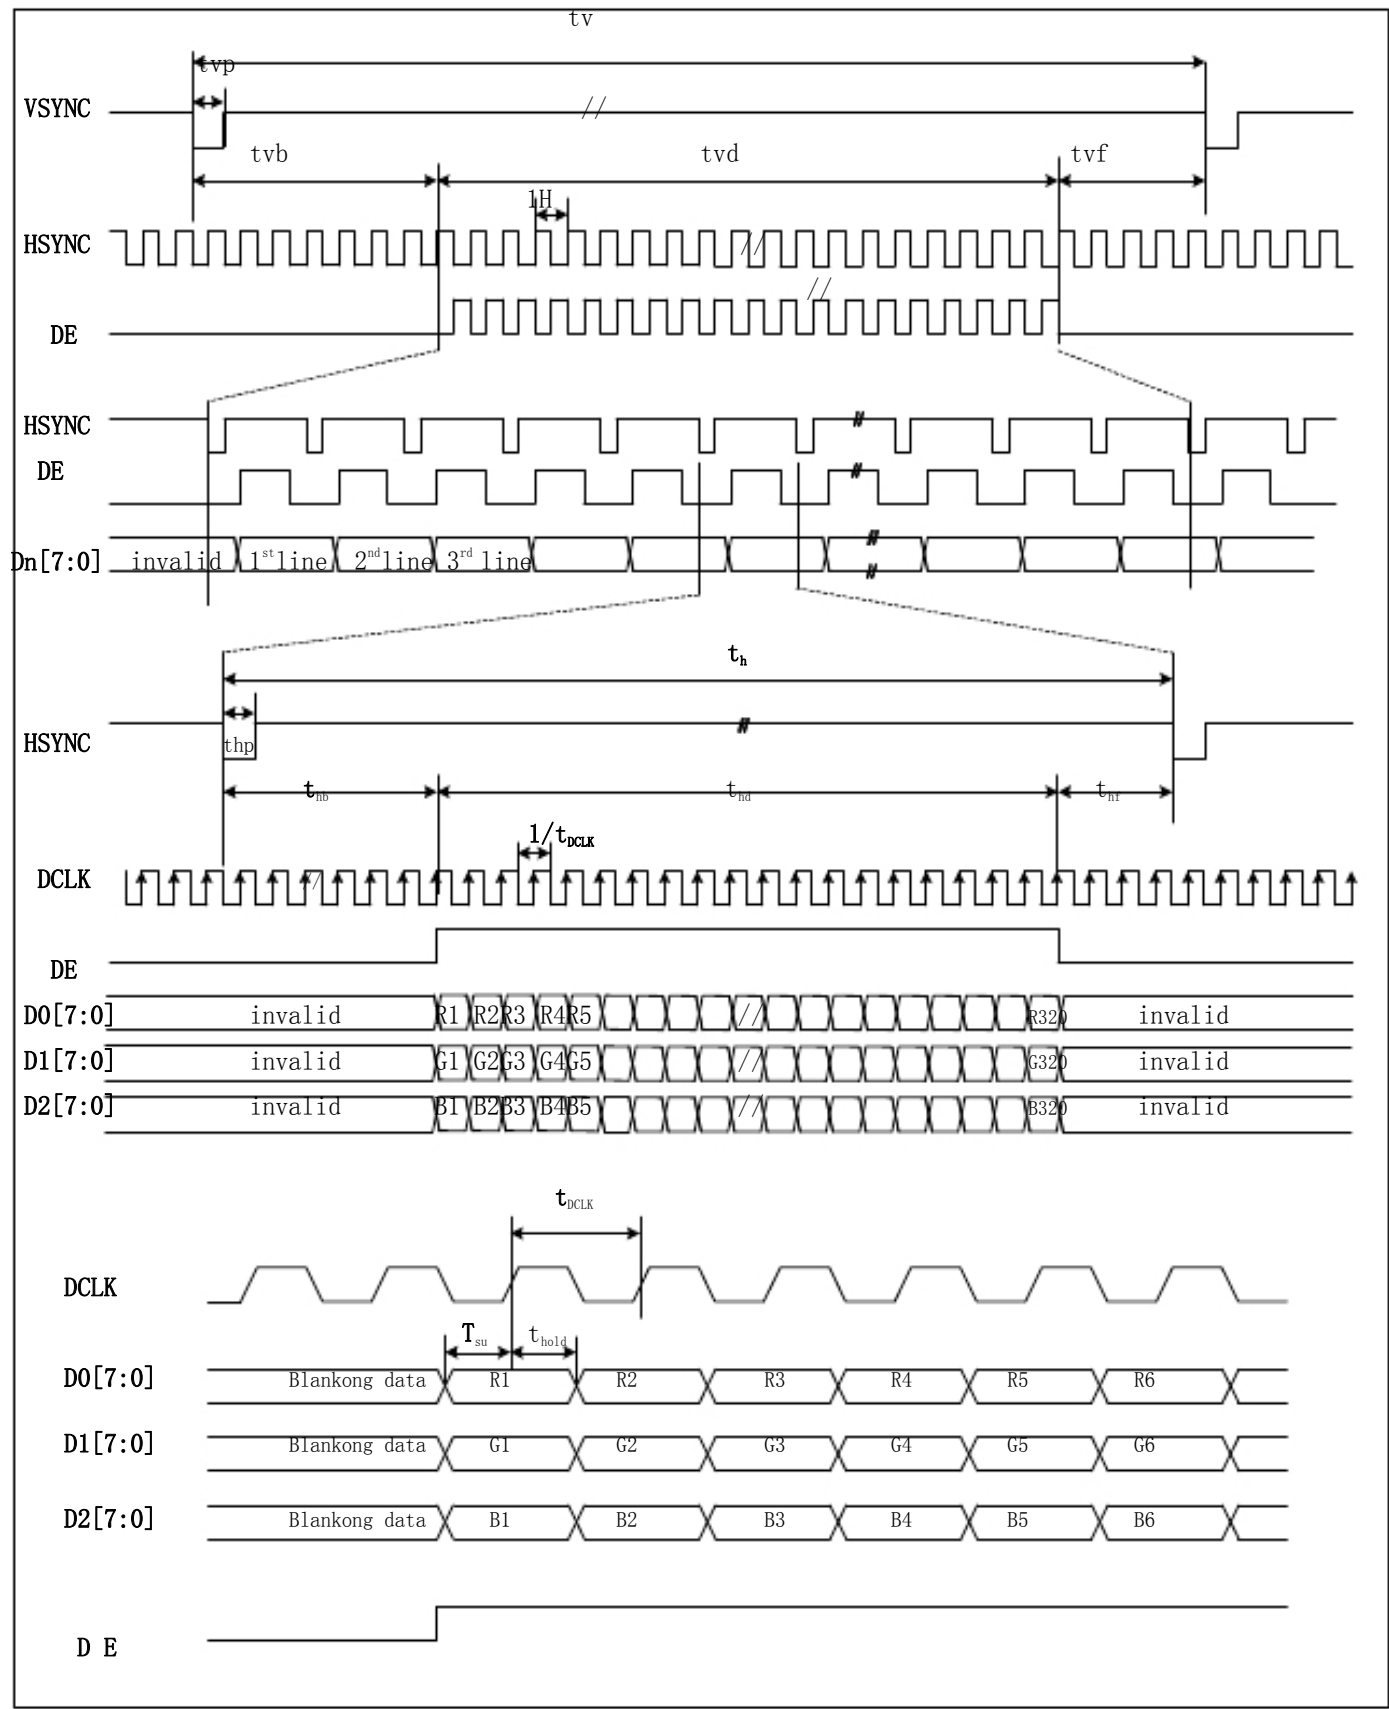 tv
tvp
VSYNC //
tvb tvd tvf
1H
HSYNC //
//
DE
HSYNC //
DE //
//
Dn[7:0] invalid 1st line 2nd line 3rd line
//
th
HSYNC //
thp
thb thd thf
1/tDCLK
DCLK //
DE
D0[7:0] invalid R1 R2 R3 R4 R5 // R320 invalid
D1[7:0] invalid G1 G2 G3 G4 G5 // G320 invalid
D2[7:0] invalid B1 B2 B3 B4 B5 // B320 invalid
tDCLK
DCLK
Tsu thold
D0[7:0] Blankong data R1 R2 R3 R4 R5 R6
D1[7:0] Blankong data G1 G2 G3 G4 G5 G6
D2[7:0] Blankong data B1 B2 B3 B4 B5 B6
D E